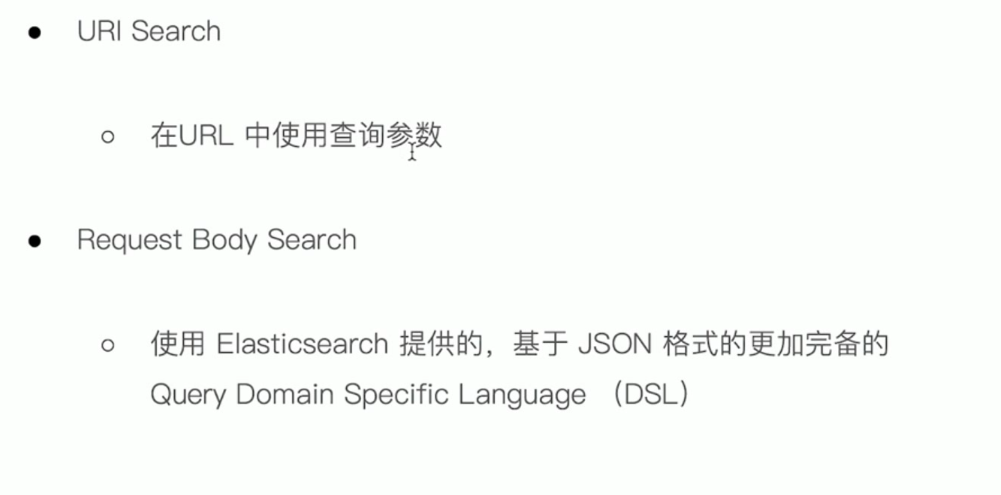 URI Search
在URL 中使用查询参数
Request Body Search
使用 Elasticsearch 提供的，基于 JSON 格式的更加完备的
Query Domain Specific Language （DSL）